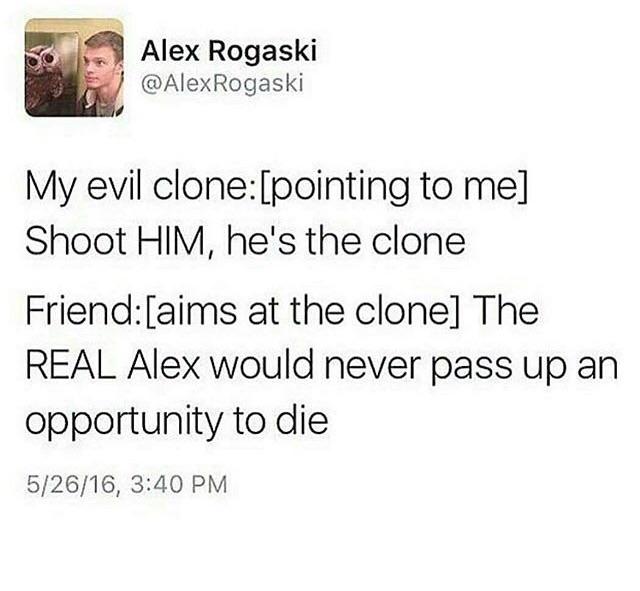 Alex Rogaski
@AlexRogaski
My evil clone:[pointing to me]
Shoot HIM, he's the clone
Friend:[aims at the clone] The
REAL Alex would never pass up an
opportunity to die
5/26/16, 3:40 PM